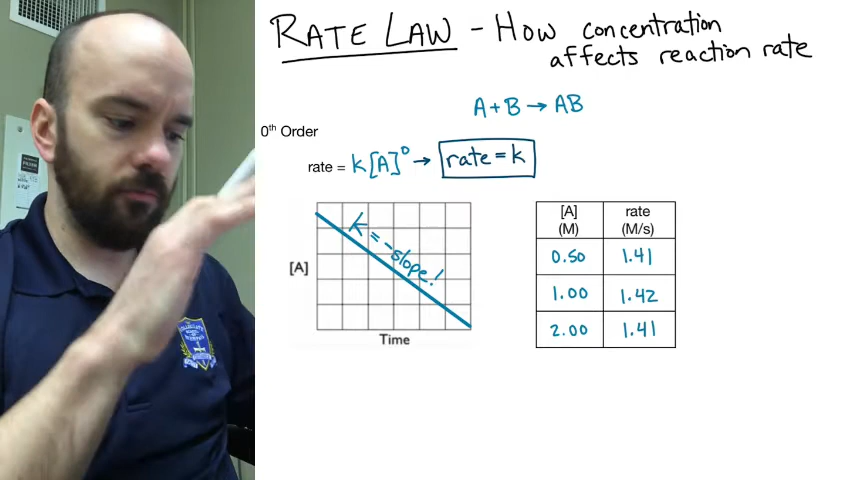 RATE LAW - HOW concentration
affects reaction rate
A + B → AB
0th Order
rate = k[A]⁰ → rate = k
[A]
K = -slope!
Time
[A] rate
(M) (M/s)
0.50 1.41
1.00 1.42
2.00 1.41